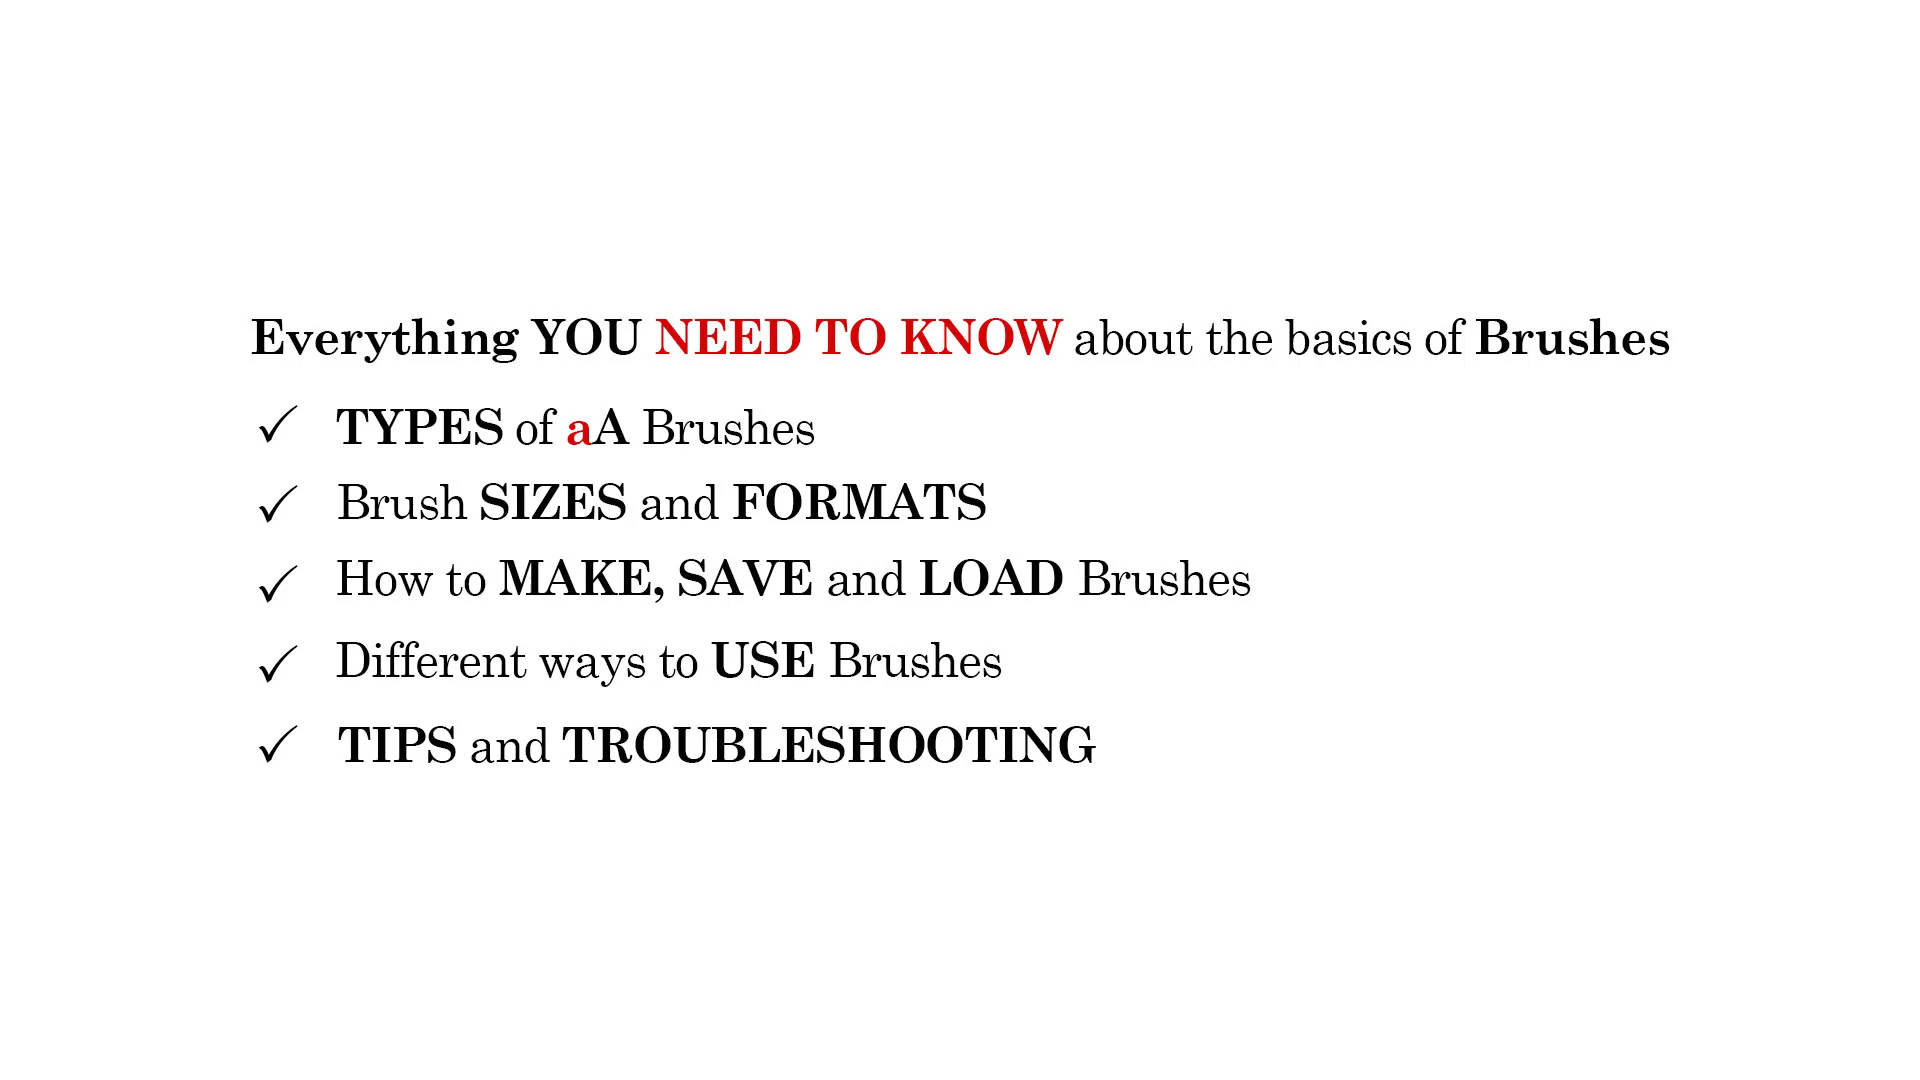 Everything YOU NEED TO KNOW about the basics of Brushes
✓ TYPES of aA Brushes
✓ Brush SIZES and FORMATS
✓ How to MAKE, SAVE and LOAD Brushes
✓ Different ways to USE Brushes
✓ TIPS and TROUBLESHOOTING